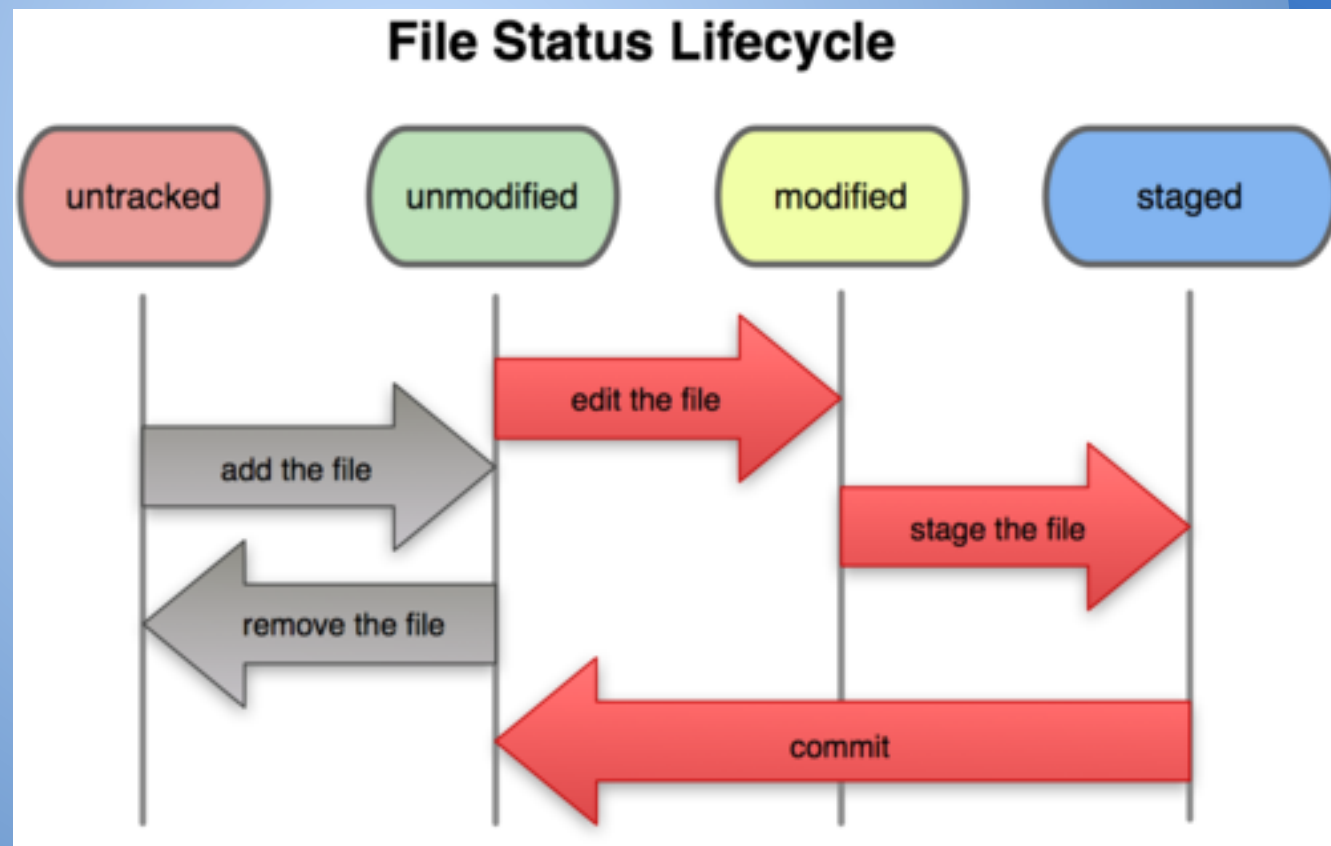 File Status Lifecycle
untracked
unmodified
modified
staged
edit the file
add the file
stage the file
remove the file
commit